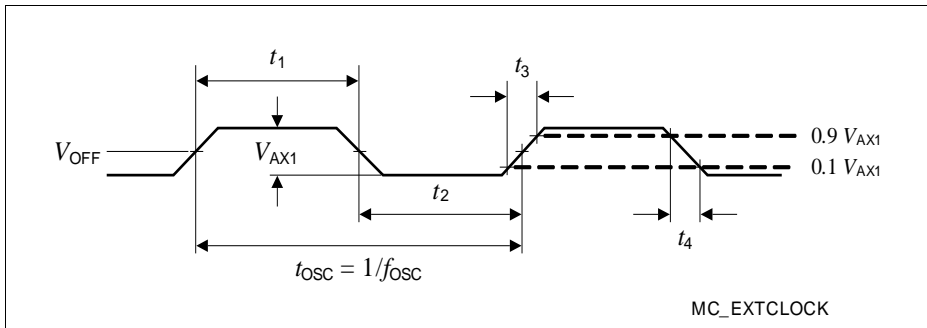 t1
t3
VOFF
VAX1
0.9 VAX1
0.1 VAX1
t2
t4
tOSC = 1/fOSC
MC_EXTCLOCK